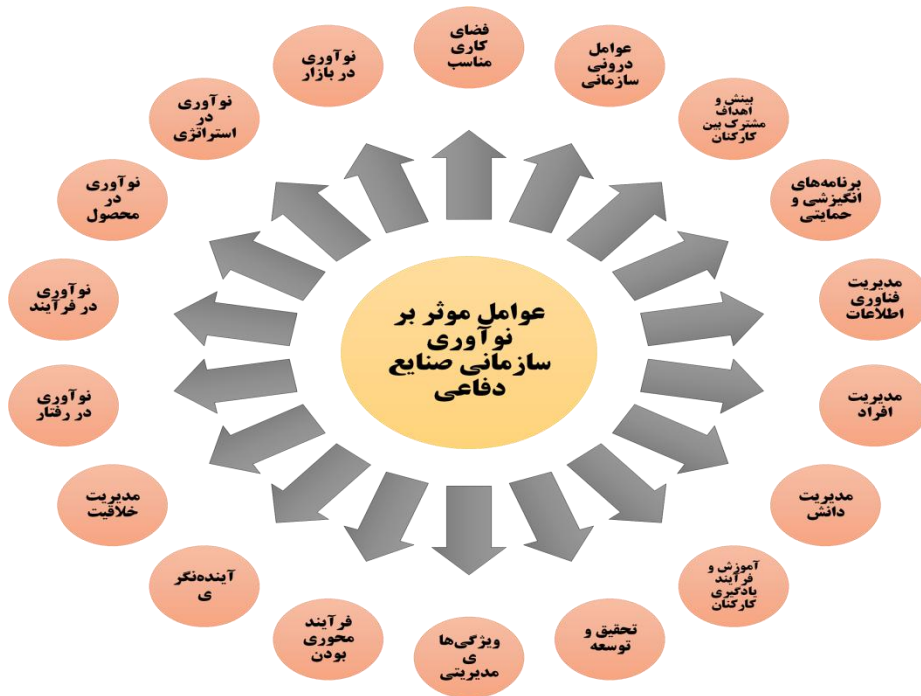 عوامل موثر بر
نوآوری
سازمانی صنایع
دفاعی
فضای
کاری
مناسب
عوامل
درونی
سازمانی
بینش و
اهداف
مشترک بین
کارکنان
برنامه‌های
انگیزشی و
حمایتی
مدیریت
فناوری
اطلاعات
مدیریت
افراد
مدیریت
دانش
آموزش و
فرآیند
یادگیری
کارکنان
تحقیق و
توسعه
ویژگی‌ها
ی
مدیریتی
فرآیند
محوری
بودن
آینده‌نگر
ی
مدیریت
خلاقیت
نوآوری
در رفتار
نوآوری
در فرآیند
نوآوری
در
محصول
نوآوری
در
استراتژی
نوآوری
در بازار